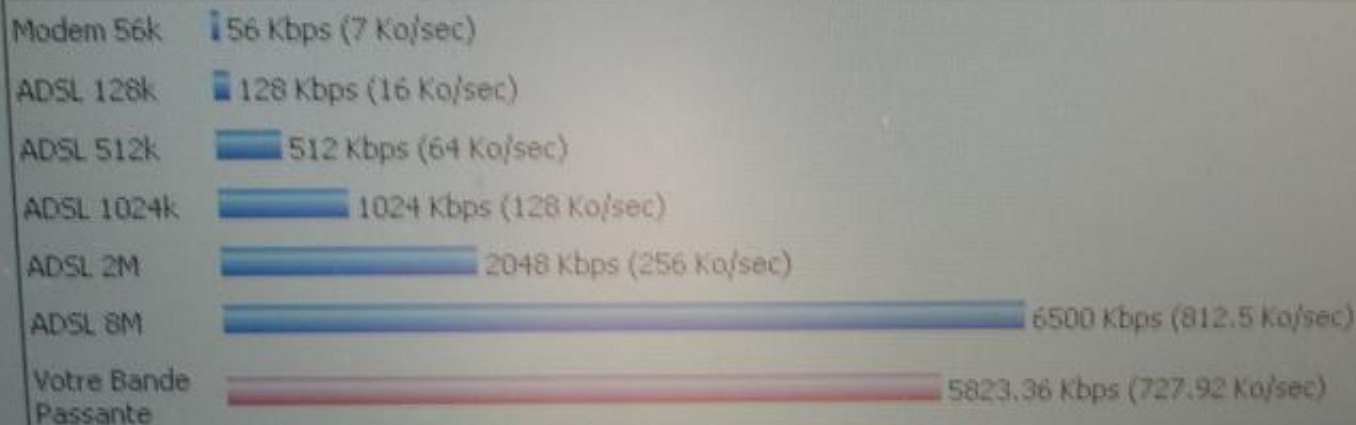 Modem 56k 56 Kbps (7 Ko/sec)
ADSL 128k 128 Kbps (16 Ko/sec)
ADSL 512k 512 Kbps (64 Ko/sec)
ADSL 1024k 1024 Kbps (128 Ko/sec)
ADSL 2M 2048 Kbps (256 Ko/sec)
ADSL 8M 6500 Kbps (812.5 Ko/sec)
Votre Bande 5823.36 Kbps (727.92 Ko/sec)
Passante